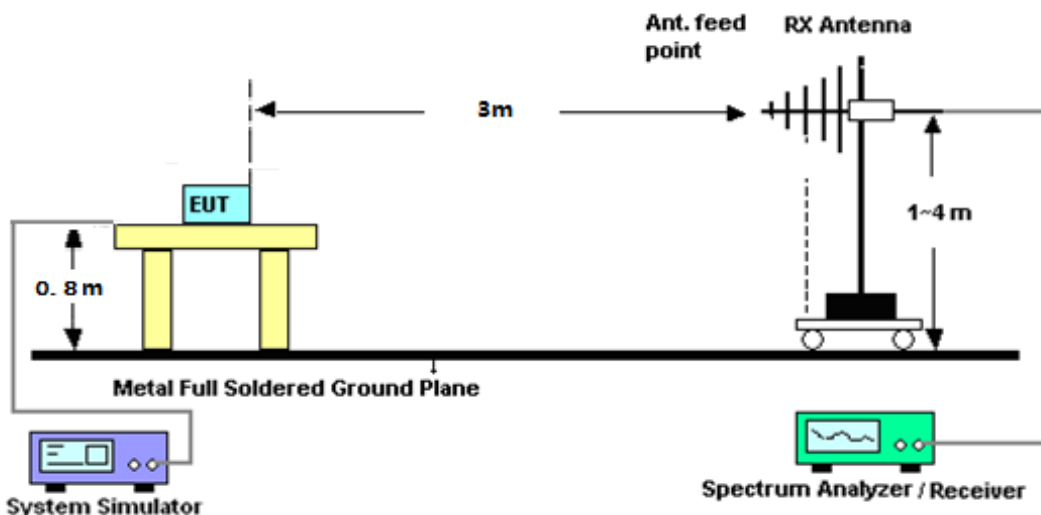 Ant. feed
point
RX Antenna
3m
EUT
1~4 m
0. 8 m
Metal Full Soldered Ground Plane
System Simulator
Spectrum Analyzer / Receiver